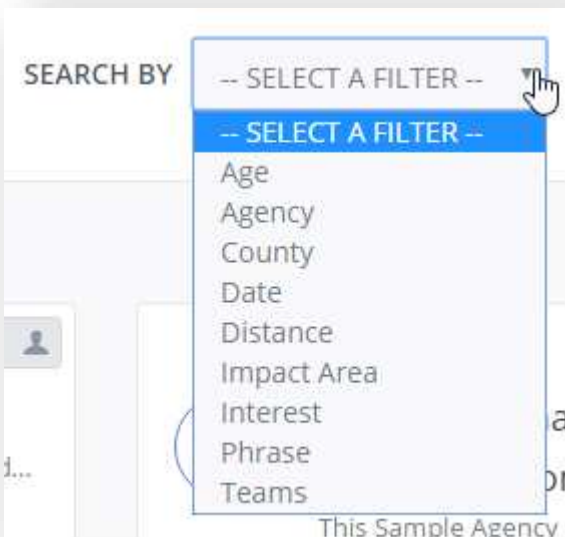 SEARCH BY -- SELECT A FILTER --
-- SELECT A FILTER --
Age
Agency
County
Date
Distance
Impact Area
Interest
Phrase
Teams
This Sample Agency